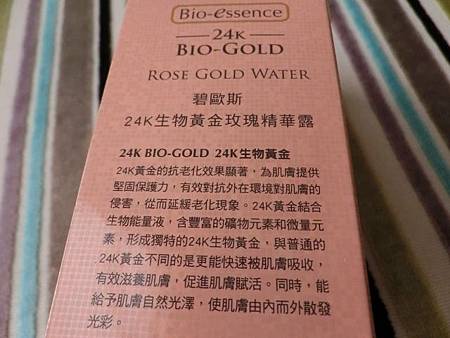 Bio-essence
24K
BIO-GOLD
ROSE GOLD WATER
碧歐斯
24K生物黃金玫瑰精華露
24K BIO-GOLD 24K生物黃金
24K黃金的抗老化效果顯著，為肌膚提供
堅固保護力，有效對抗外在環境對肌膚的
侵害，從而延緩老化現象。24K黃金結合
生物能量液，含豐富的礦物元素和微量元
素，形成獨特的24K生物黃金，與普通的
24K黃金不同的是更能快速被肌膚吸收，
有效滋養肌膚，促進肌膚賦活。同時，能
給予肌膚自然光澤，使肌膚由內而外散發
光彩。